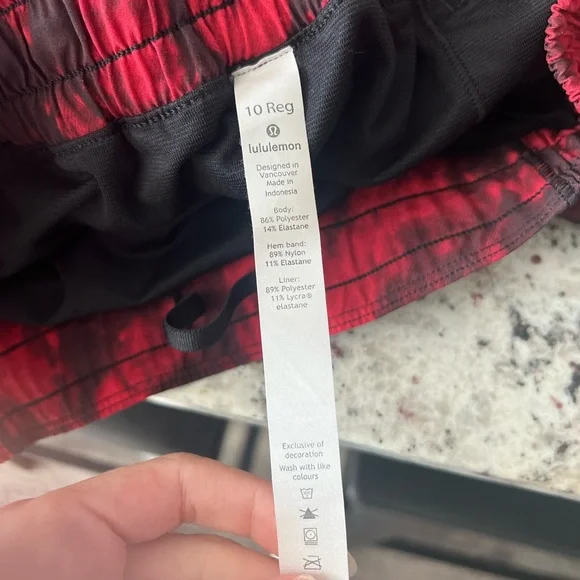 10 Reg
lululemon
Designed in
Vancouver
Made in
Indonesia
Body:
86% Polyester
14% Elastane
Hem band:
89% Nylon
11% Elastane
Liner:
89% Polyester
11% Lycra®
elastane
Exclusive of
decoration
Wash with like
colours